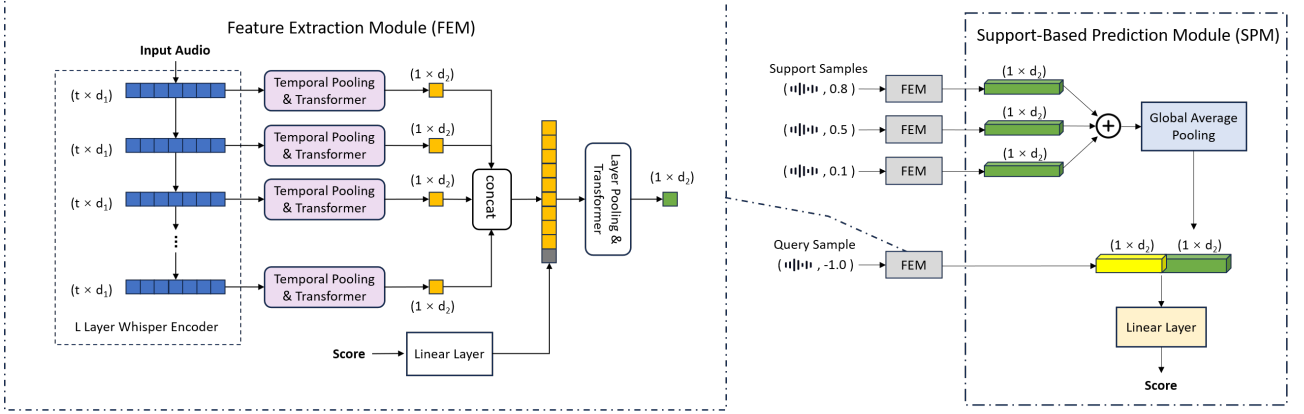 Feature Extraction Module (FEM)
Input Audio
(t × d₁)
Temporal Pooling
& Transformer
(1 × d₂)
(t × d₁)
Temporal Pooling
& Transformer
(1 × d₂)
(t × d₁)
Temporal Pooling
& Transformer
(1 × d₂)
...
(t × d₁)
Temporal Pooling
& Transformer
(1 × d₂)
L Layer Whisper Encoder
concat
Layer Pooling &
Transformer
(1 × d₂)
Score
Linear Layer
Support-Based Prediction Module (SPM)
Support Samples
( , 0.8)
FEM
(1 × d₂)
( , 0.5)
FEM
(1 × d₂)
( , 0.1)
FEM
(1 × d₂)
+
Global Average
Pooling
Query Sample
( , -1.0)
FEM
(1 × d₂) (1 × d₂)
Linear Layer
Score